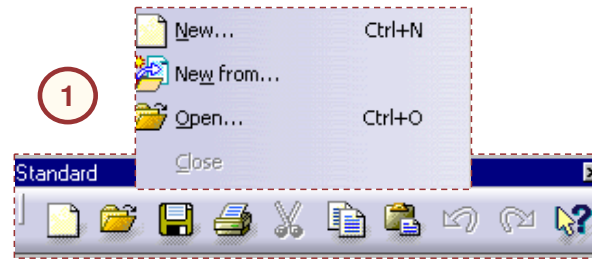 New... Ctrl+N
New from...
1
Open... Ctrl+O
Close
Standard